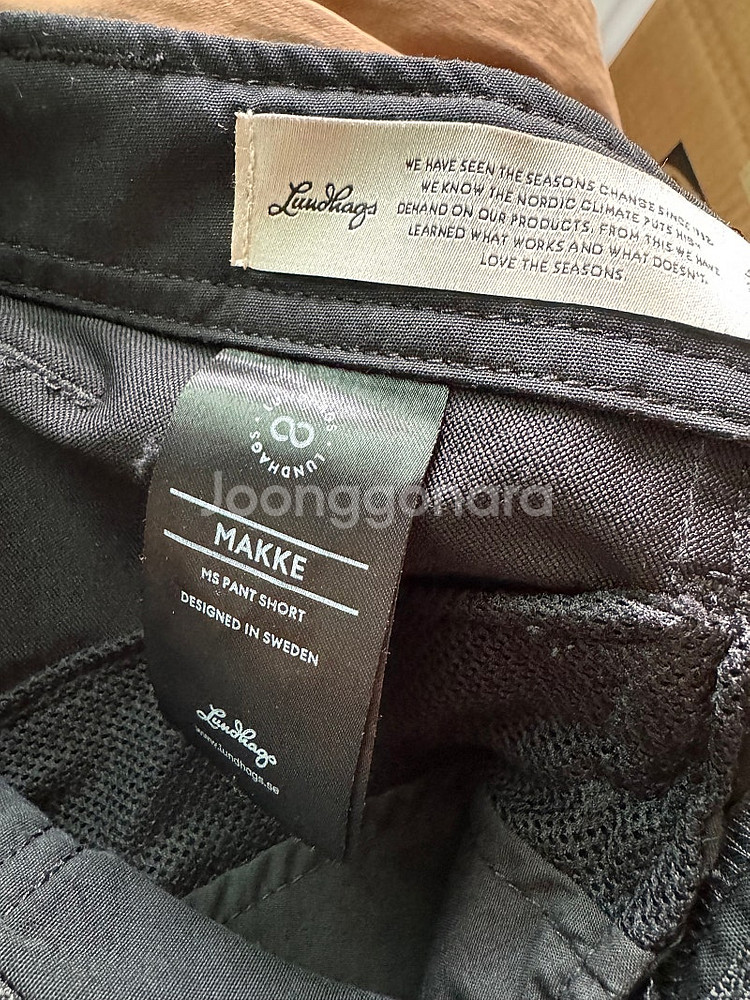 Lundhags
WE HAVE SEEN THE SEASONS CHANGE SINCE
WE KNOW THE NORDIC CLIMATE PUTS HIGH
DEMAND ON OUR PRODUCTS, FROM THIS WE HAVE
LEARNED WHAT WORKS AND WHAT DOESN'T.
LOVE THE SEASONS.
LUNDHAGS
Joonggonara
MAKKE
MS PANT SHORT
DESIGNED IN SWEDEN
Lundhags
www.lundhags.se